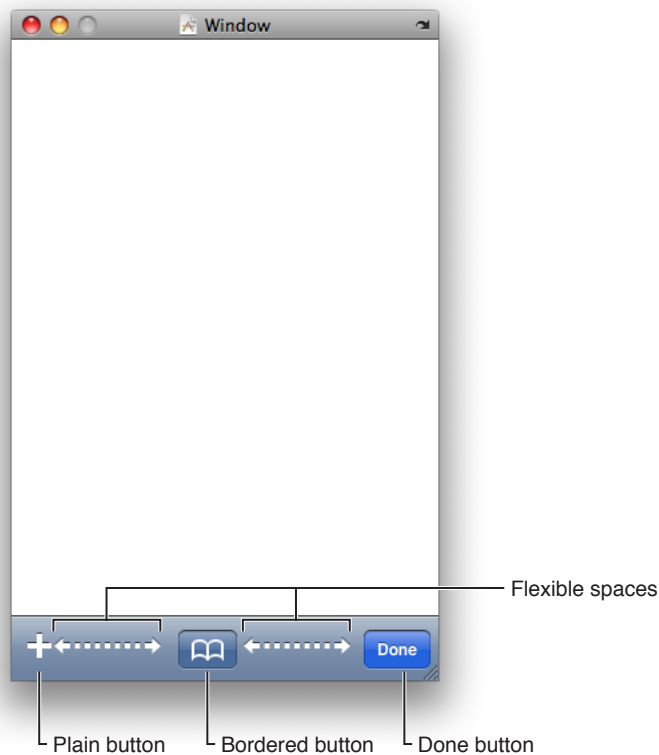 Window
Flexible spaces
Done
Plain button
Bordered button
Done button